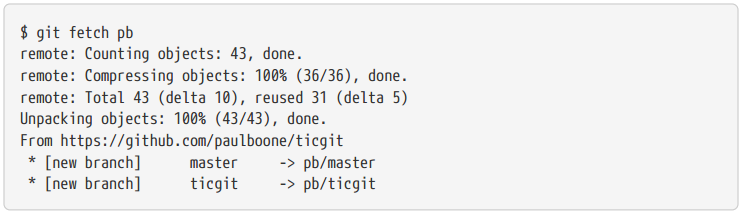 $ git fetch pb
remote: Counting objects: 43, done.
remote: Compressing objects: 100% (36/36), done.
remote: Total 43 (delta 10), reused 31 (delta 5)
Unpacking objects: 100% (43/43), done.
From https://github.com/paulboone/ticgit
 * [new branch]      master     -> pb/master
 * [new branch]      ticgit     -> pb/ticgit